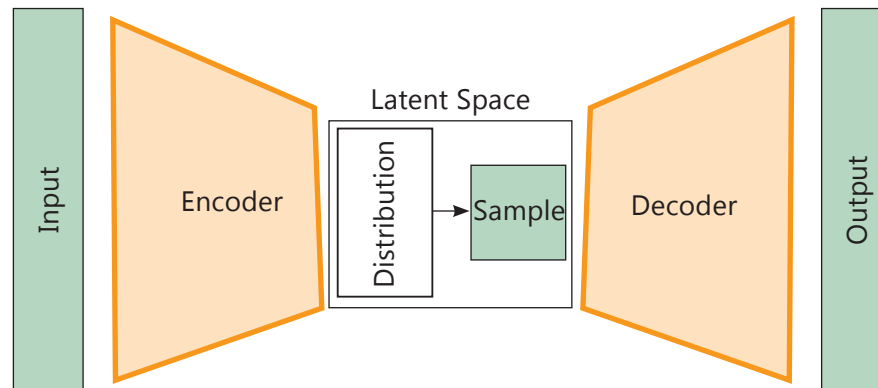 Input
Encoder
Latent Space
Distribution
Sample
Decoder
Output